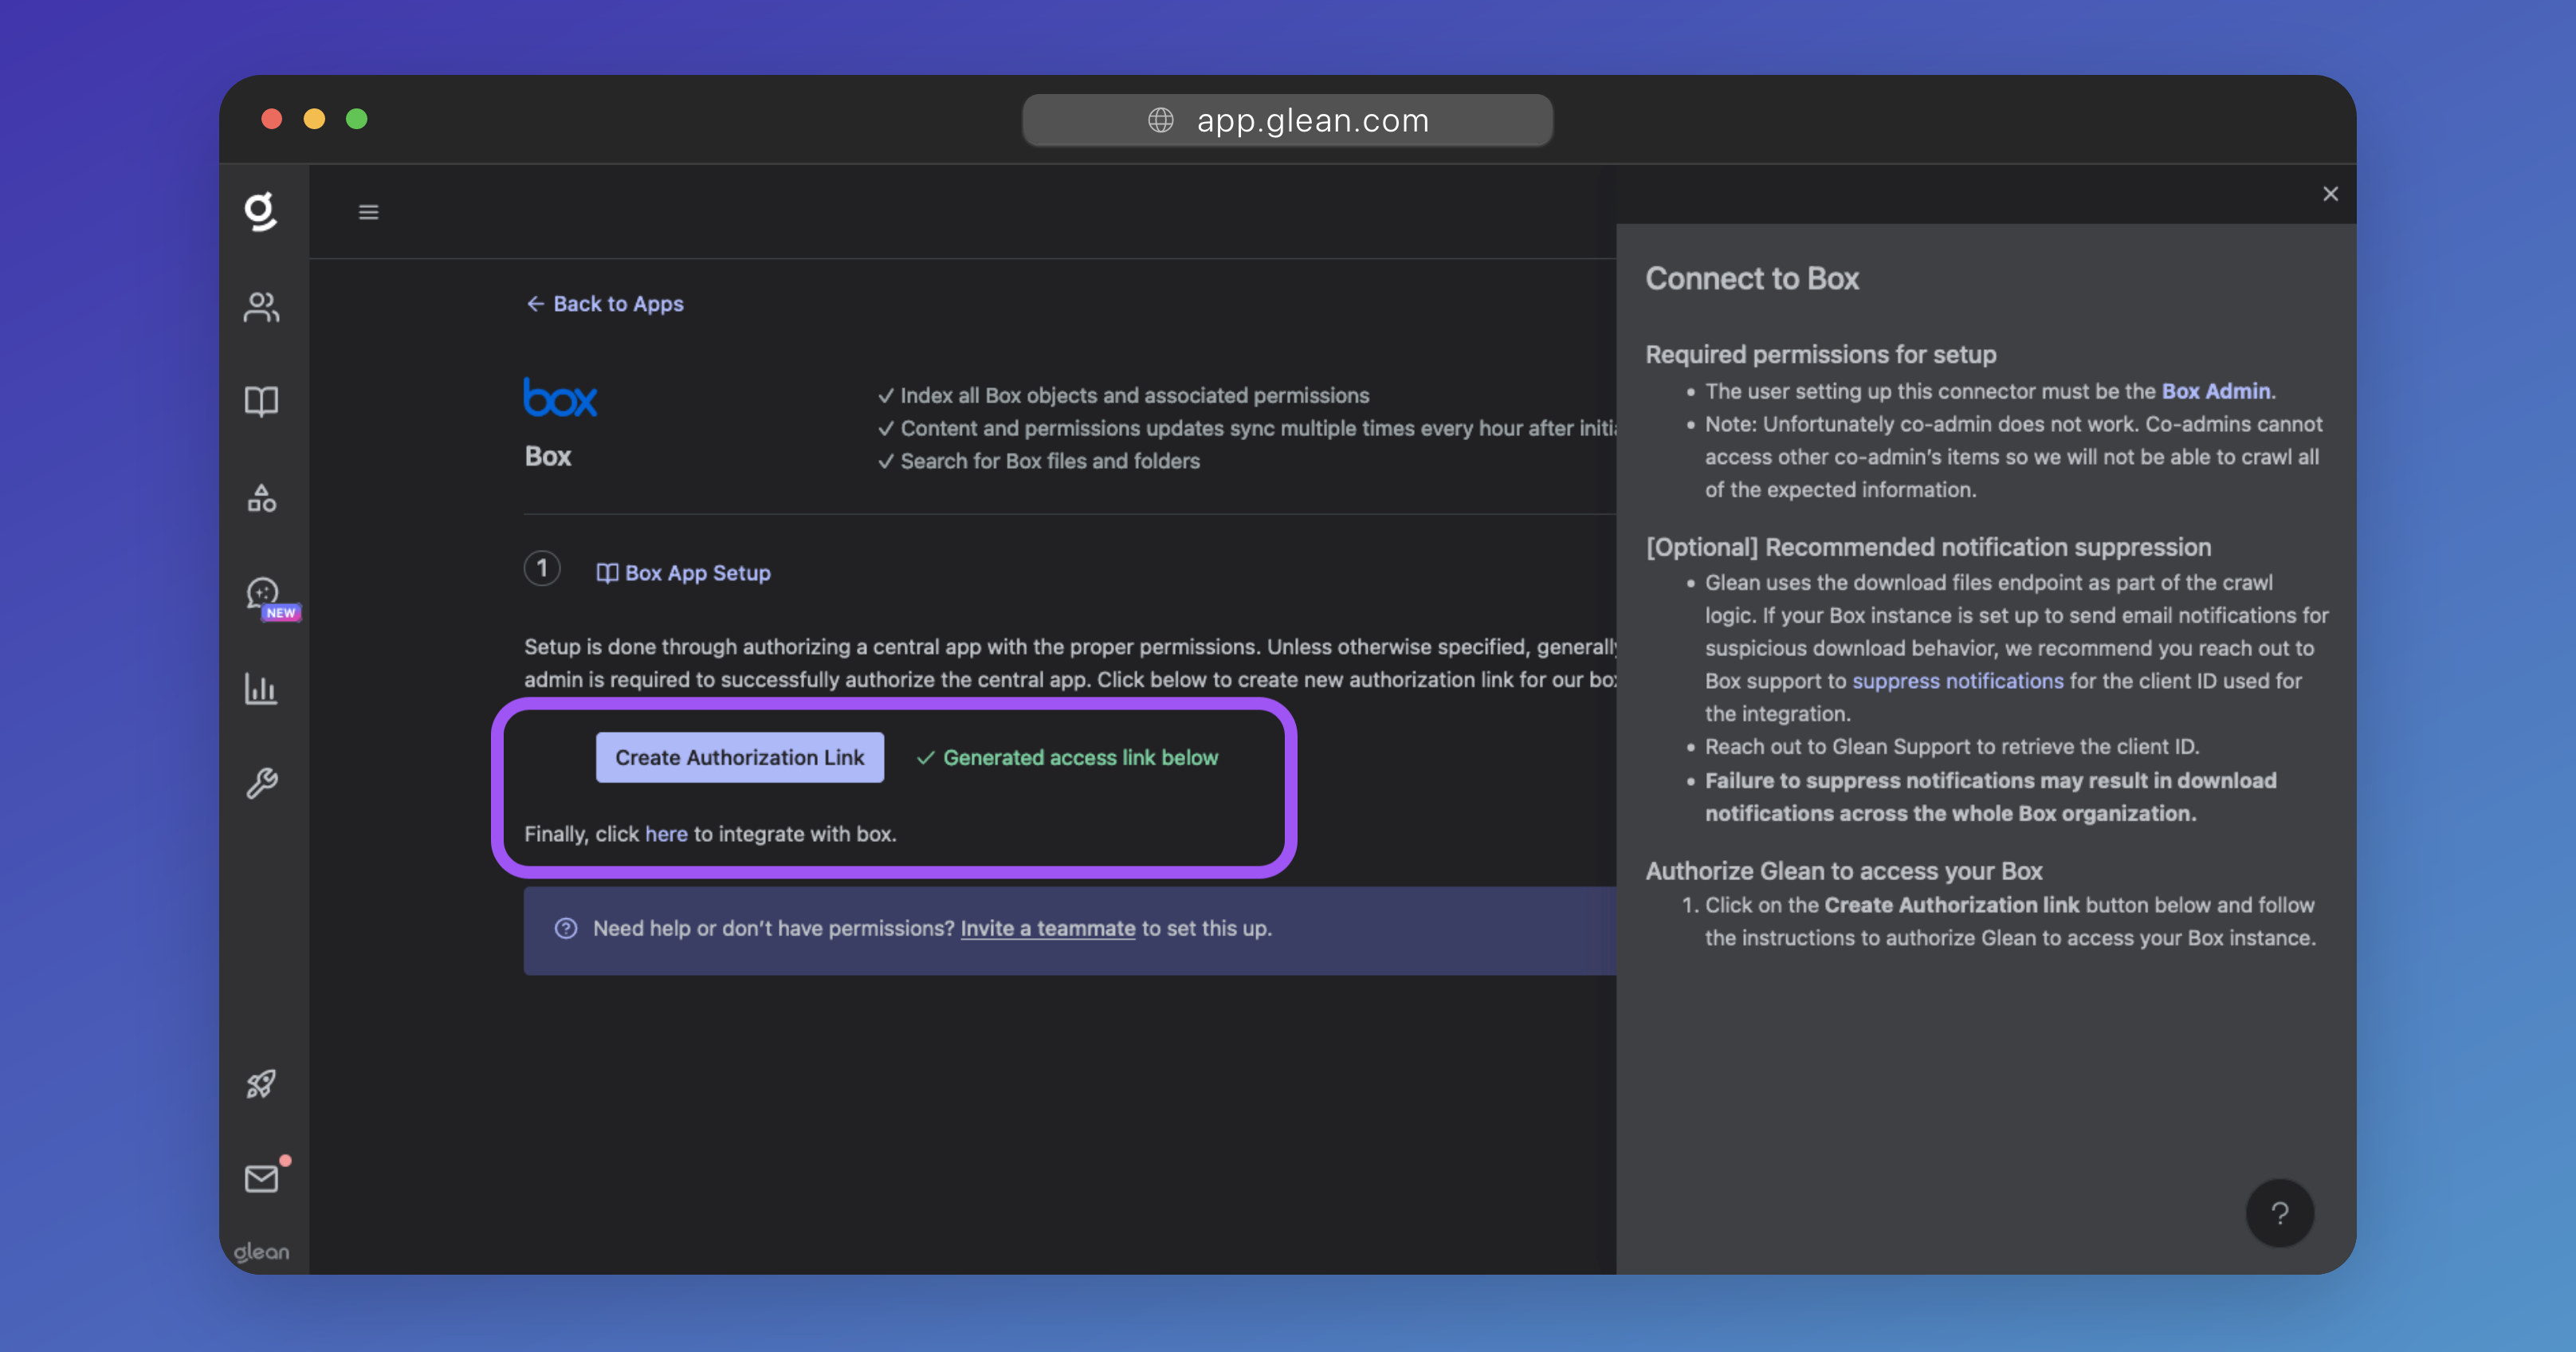 app.glean.com
g
NEW
glean
← Back to Apps
box
Box
✓ Index all Box objects and associated permissions
✓ Content and permissions updates sync multiple times every hour after
✓ Search for Box files and folders
1
Box App Setup
Setup is done through authorizing a central app with the proper permissions. Unless otherwise specified,
admin is required to successfully authorize the central app. Click below to create new authorization link for our
Create Authorization Link
✓ Generated access link below
Finally, click here to integrate with box.
Need help or don’t have permissions? Invite a teammate to set this up.
Connect to Box
Required permissions for setup
• The user setting up this connector must be the Box Admin.
• Note: Unfortunately co-admin does not work. Co-admins cannot
access other co-admin’s items so we will not be able to crawl all
of the expected information.
[Optional] Recommended notification suppression
• Glean uses the download files endpoint as part of the crawl
logic. If your Box instance is set up to send email notifications for
suspicious download behavior, we recommend you reach out to
Box support to suppress notifications for the client ID used for
the integration.
• Reach out to Glean Support to retrieve the client ID.
• Failure to suppress notifications may result in download
notifications across the whole Box organization.
Authorize Glean to access your Box
1. Click on the Create Authorization link button below and follow
the instructions to authorize Glean to access your Box instance.
?